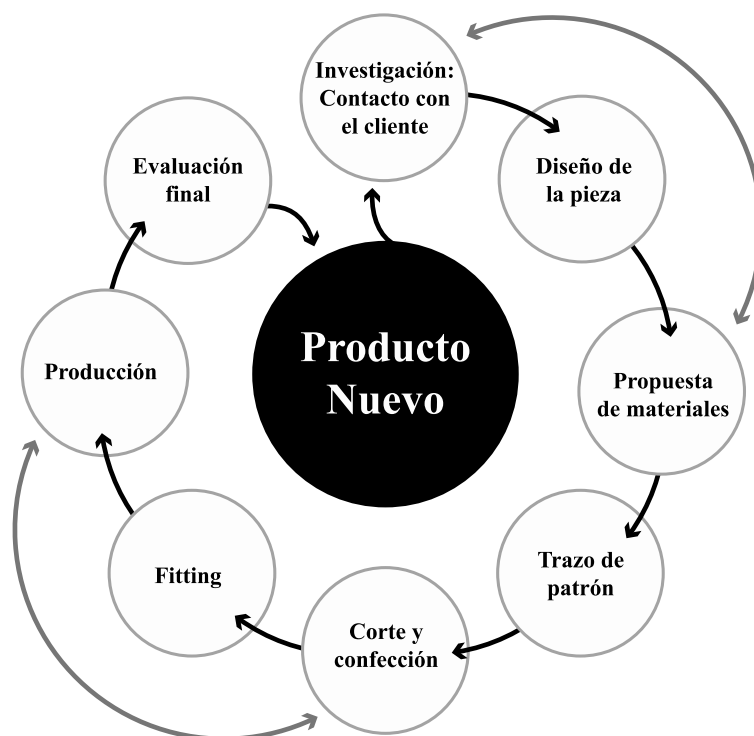 Investigación:
Contacto con
el cliente
Diseño de
la pieza
Propuesta
de materiales
Trazo de
patrón
Corte y
confección
Fitting
Producción
Evaluación
final
Producto
Nuevo